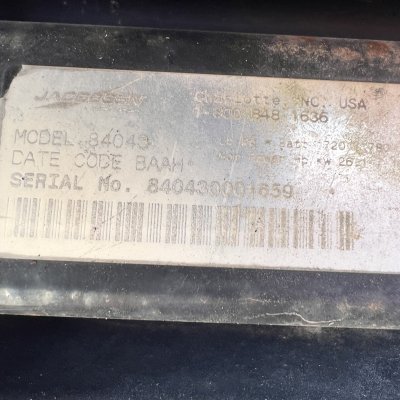 JACOBSEN
Charlotte, NC, USA
1-800-848-1636
MODEL 84043
DATE CODE BAAH
SERIAL No. 840430001659